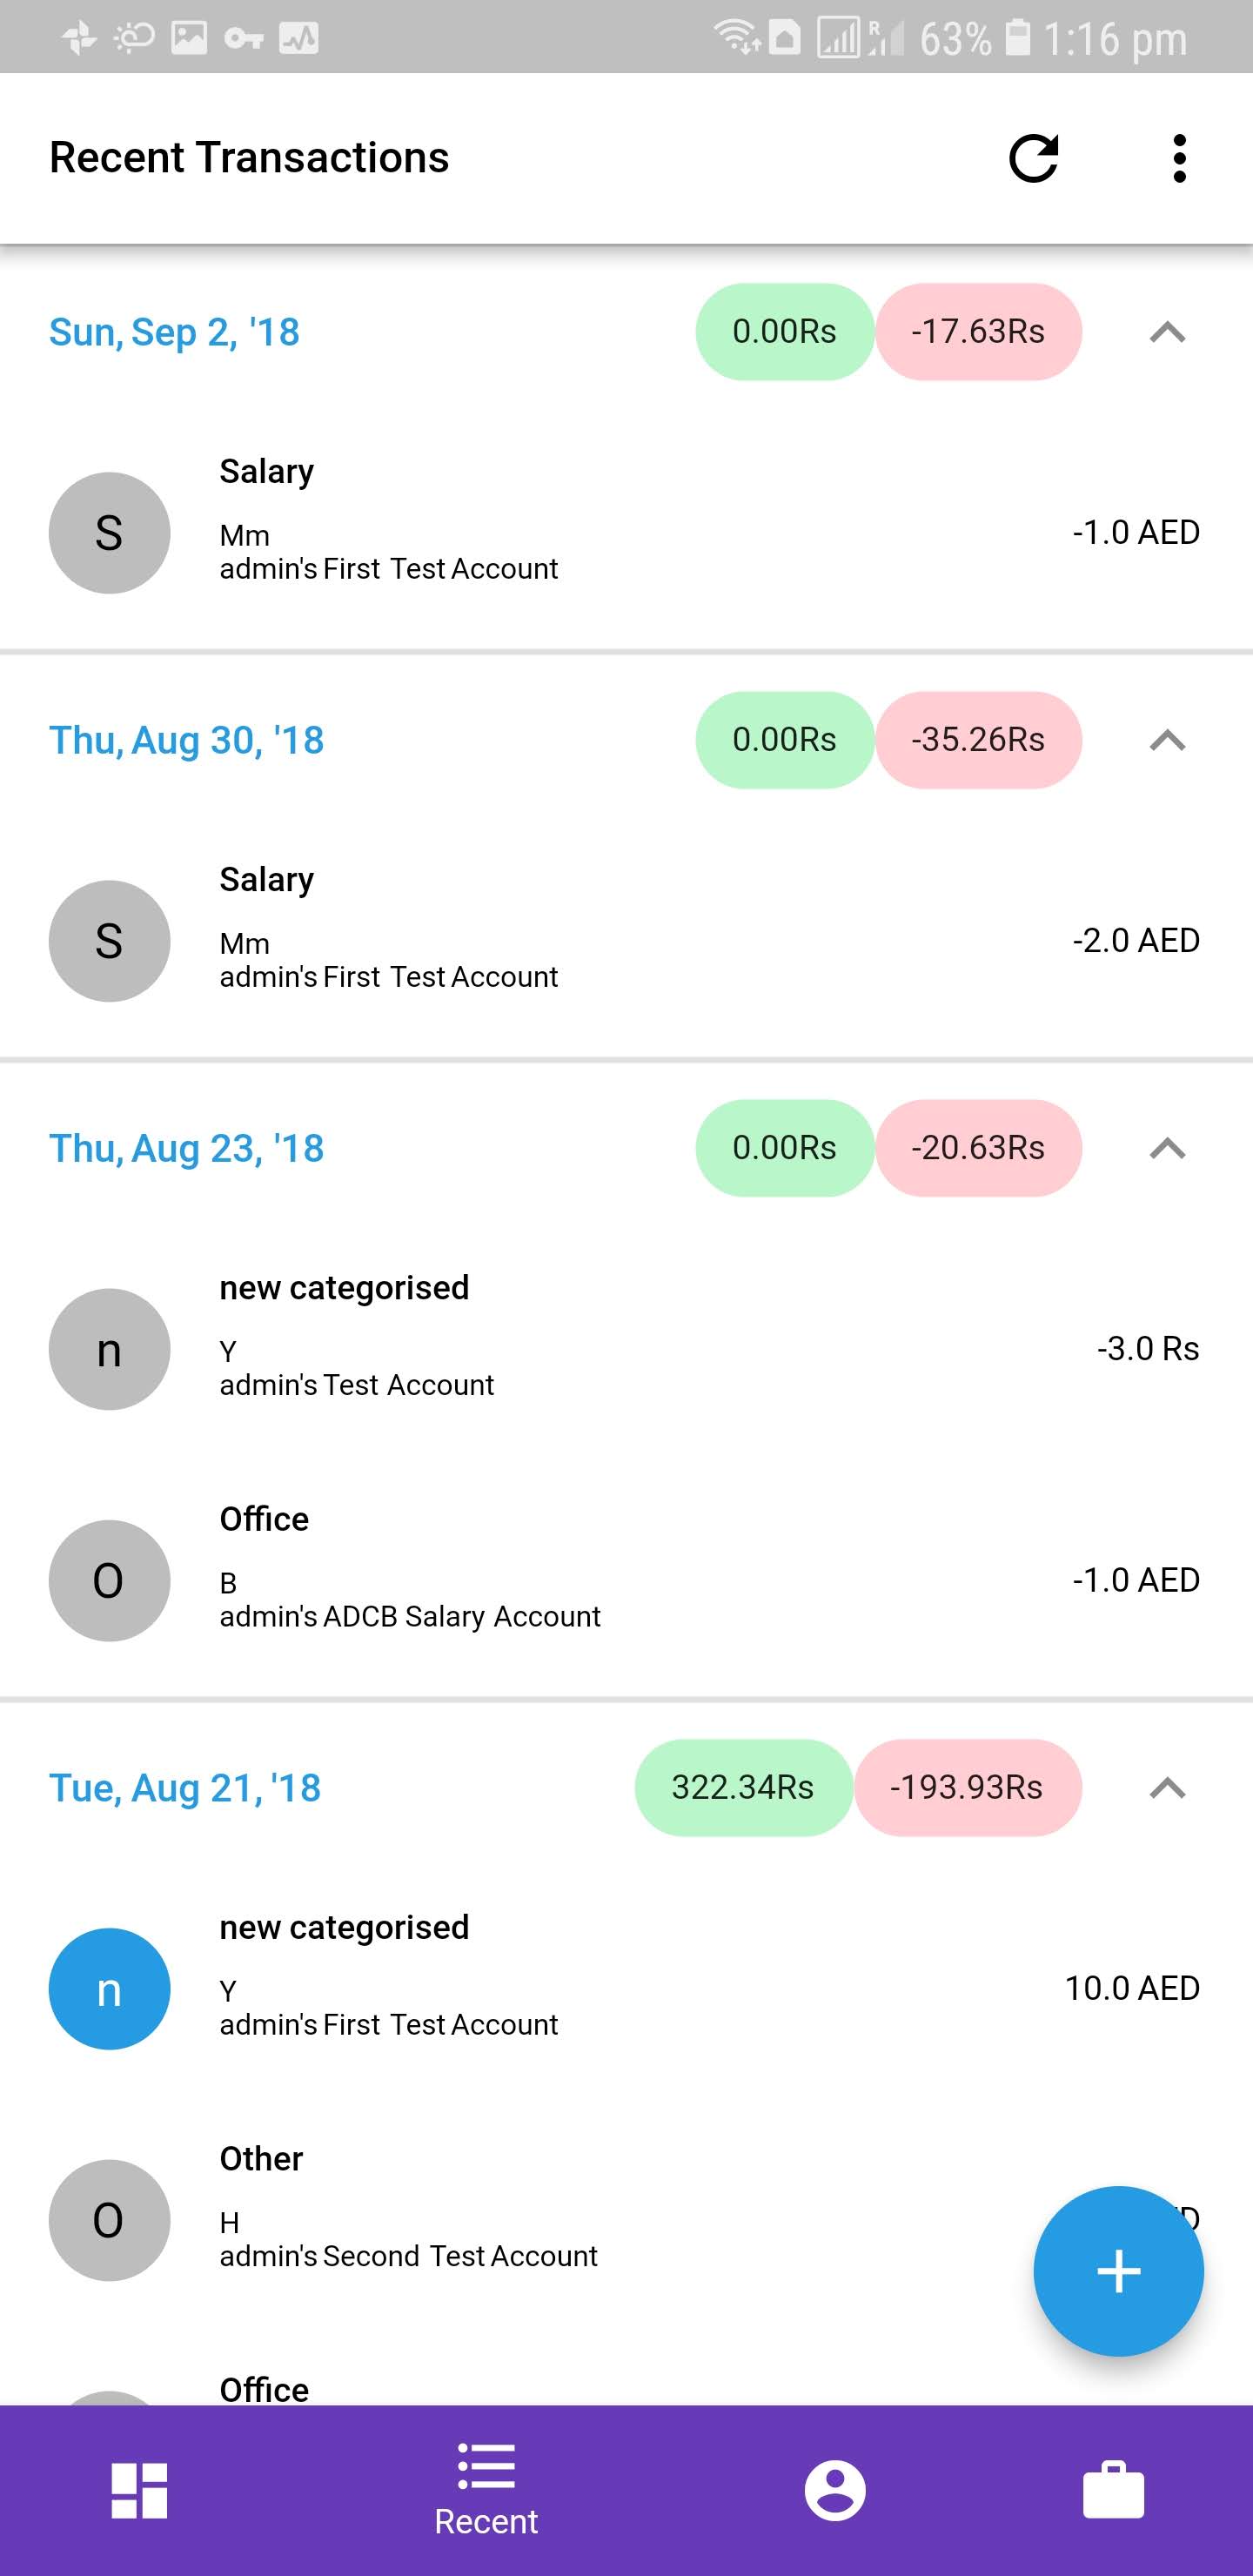 R 63% 1:16 pm
Recent Transactions
Sun, Sep 2, '18 0.00Rs -17.63Rs
Salary
S Mm -1.0 AED
admin's First Test Account
Thu, Aug 30, '18 0.00Rs -35.26Rs
Salary
S Mm -2.0 AED
admin's First Test Account
Thu, Aug 23, '18 0.00Rs -20.63Rs
new categorised
n Y -3.0 Rs
admin's Test Account
Office
O B -1.0 AED
admin's ADCB Salary Account
Tue, Aug 21, '18 322.34Rs -193.93Rs
new categorised
n Y 10.0 AED
admin's First Test Account
Other
O H
admin's Second Test Account
Office
Recent